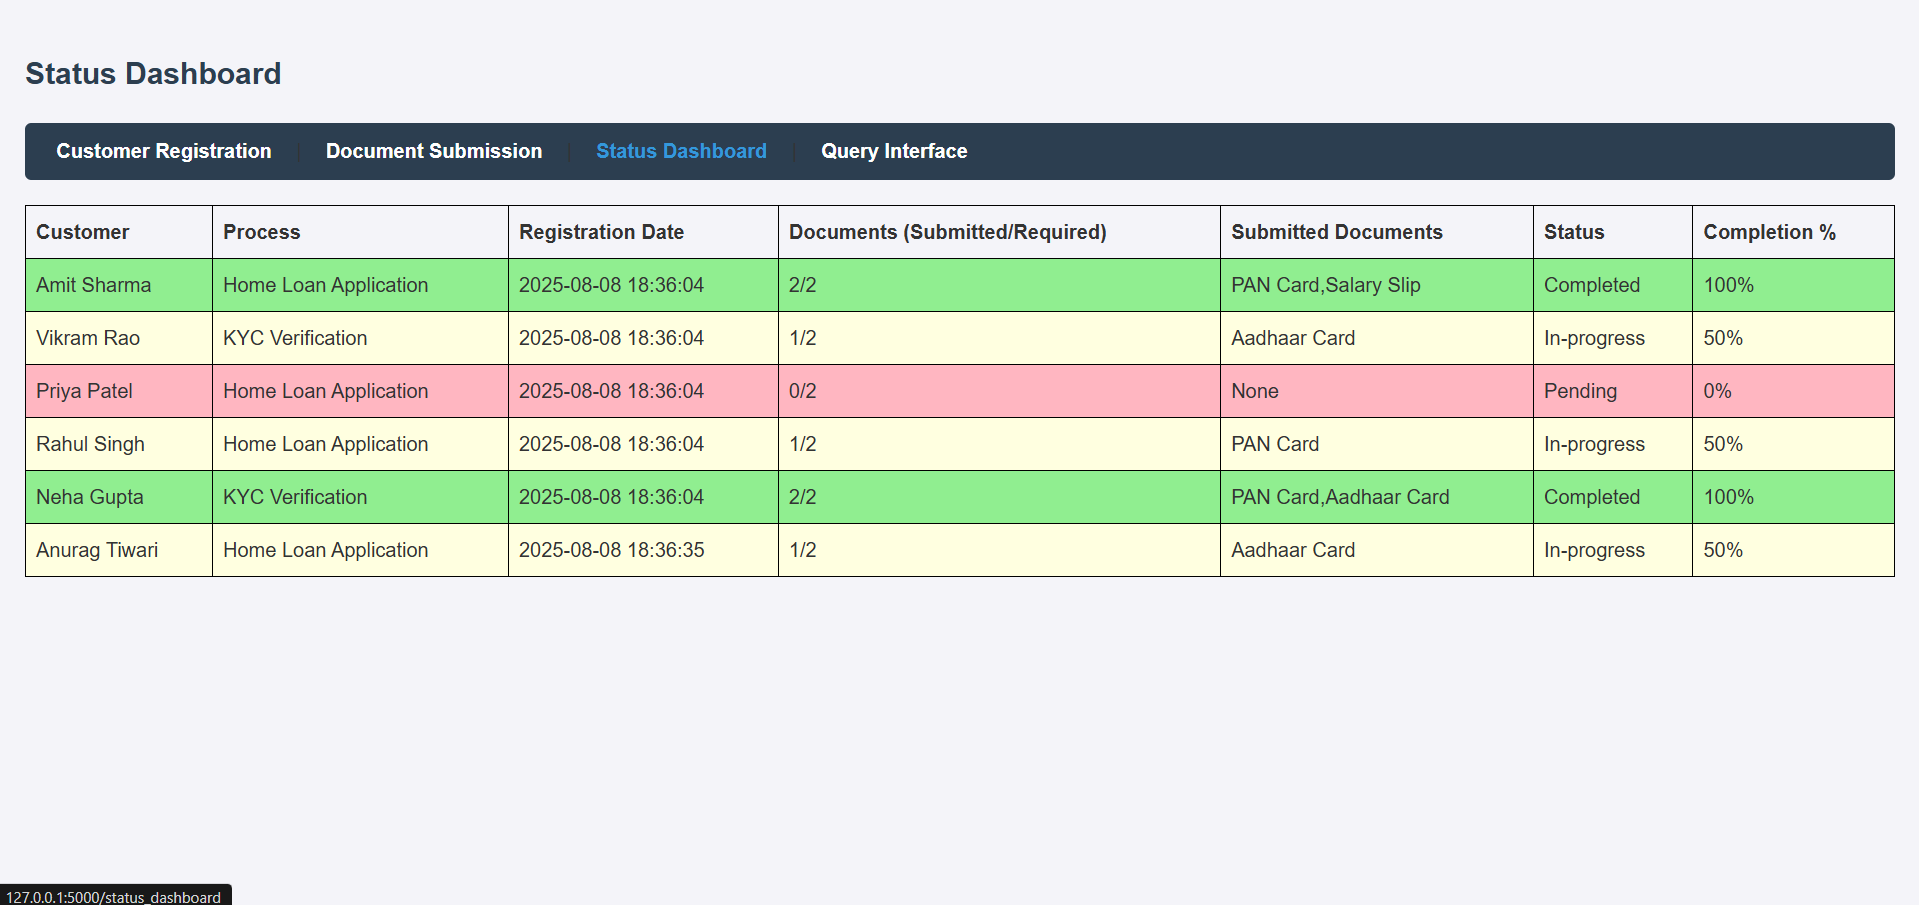 Status Dashboard
Customer Registration | Document Submission | Status Dashboard | Query Interface
Customer Process Registration Date Documents (Submitted/Required) Submitted Documents Status Completion %
Amit Sharma Home Loan Application 2025-08-08 18:36:04 2/2 PAN Card,Salary Slip Completed 100%
Vikram Rao KYC Verification 2025-08-08 18:36:04 1/2 Aadhaar Card In-progress 50%
Priya Patel Home Loan Application 2025-08-08 18:36:04 0/2 None Pending 0%
Rahul Singh Home Loan Application 2025-08-08 18:36:04 1/2 PAN Card In-progress 50%
Neha Gupta KYC Verification 2025-08-08 18:36:04 2/2 PAN Card,Aadhaar Card Completed 100%
Anurag Tiwari Home Loan Application 2025-08-08 18:36:35 1/2 Aadhaar Card In-progress 50%
127.0.0.1:5000/status_dashboard